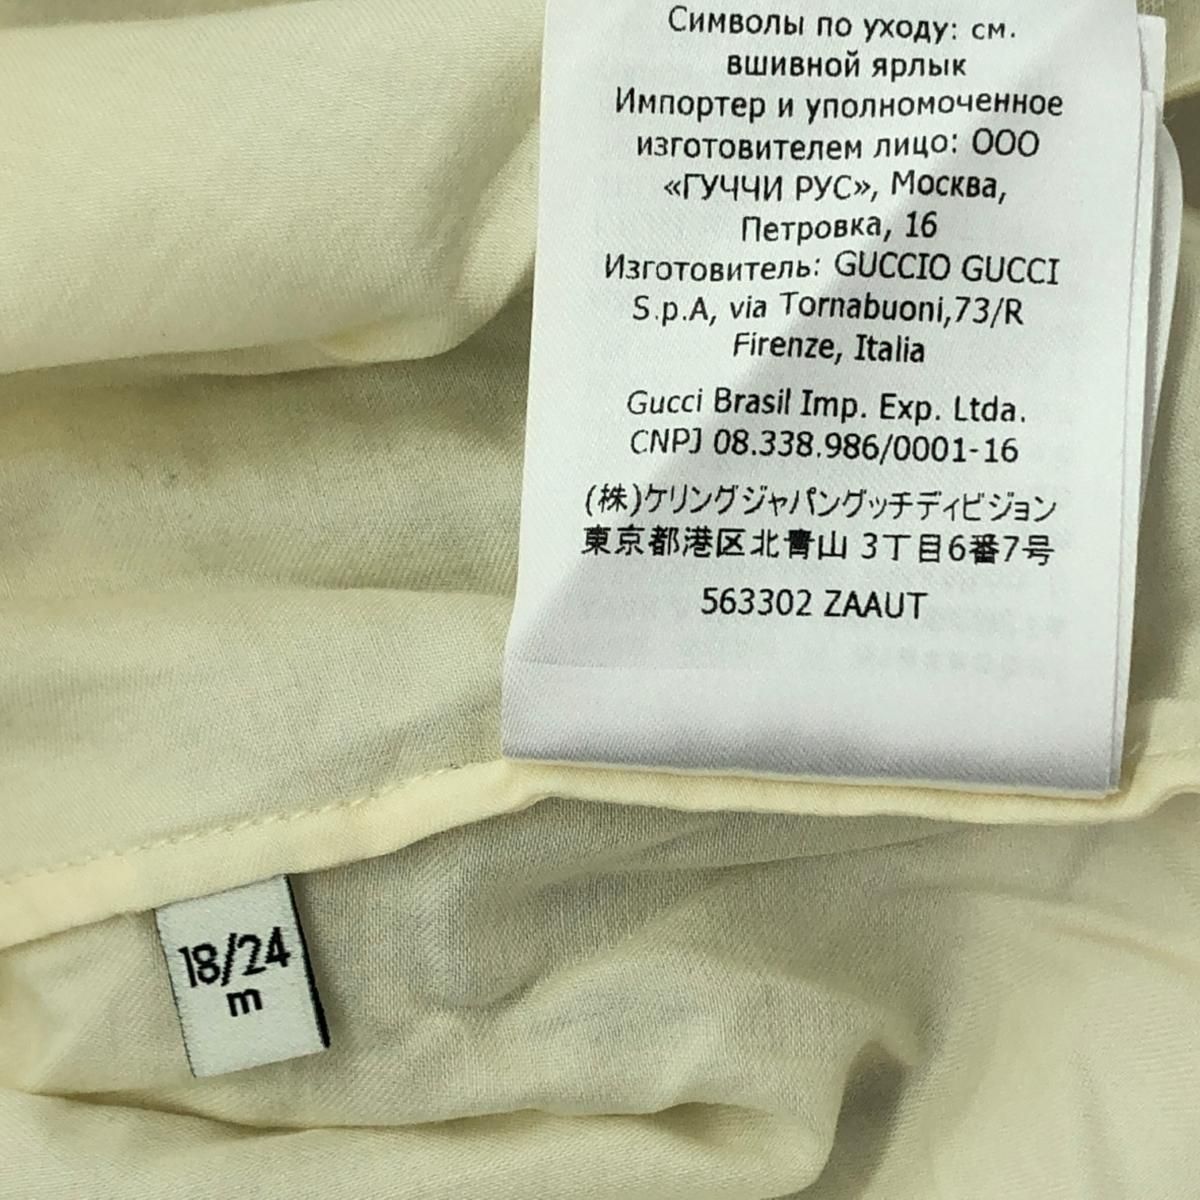 Символы по уходу: см.
вшивной ярлык
Импортер и уполномоченное
изготовителем лицо: ООО
«ГУЧЧИ РУС», Москва,
Петровка, 16
Изготовитель: GUCCIO GUCCI
S.p.A, via Tornabuoni,73/R
Firenze, Italia
Gucci Brasil Imp. Exp. Ltda.
CNPJ 08.338.986/0001-16
(株)ケリングジャパングッチディビジョン
東京都港区北青山 3丁目6番7号
563302 ZAAUT
18/24
m